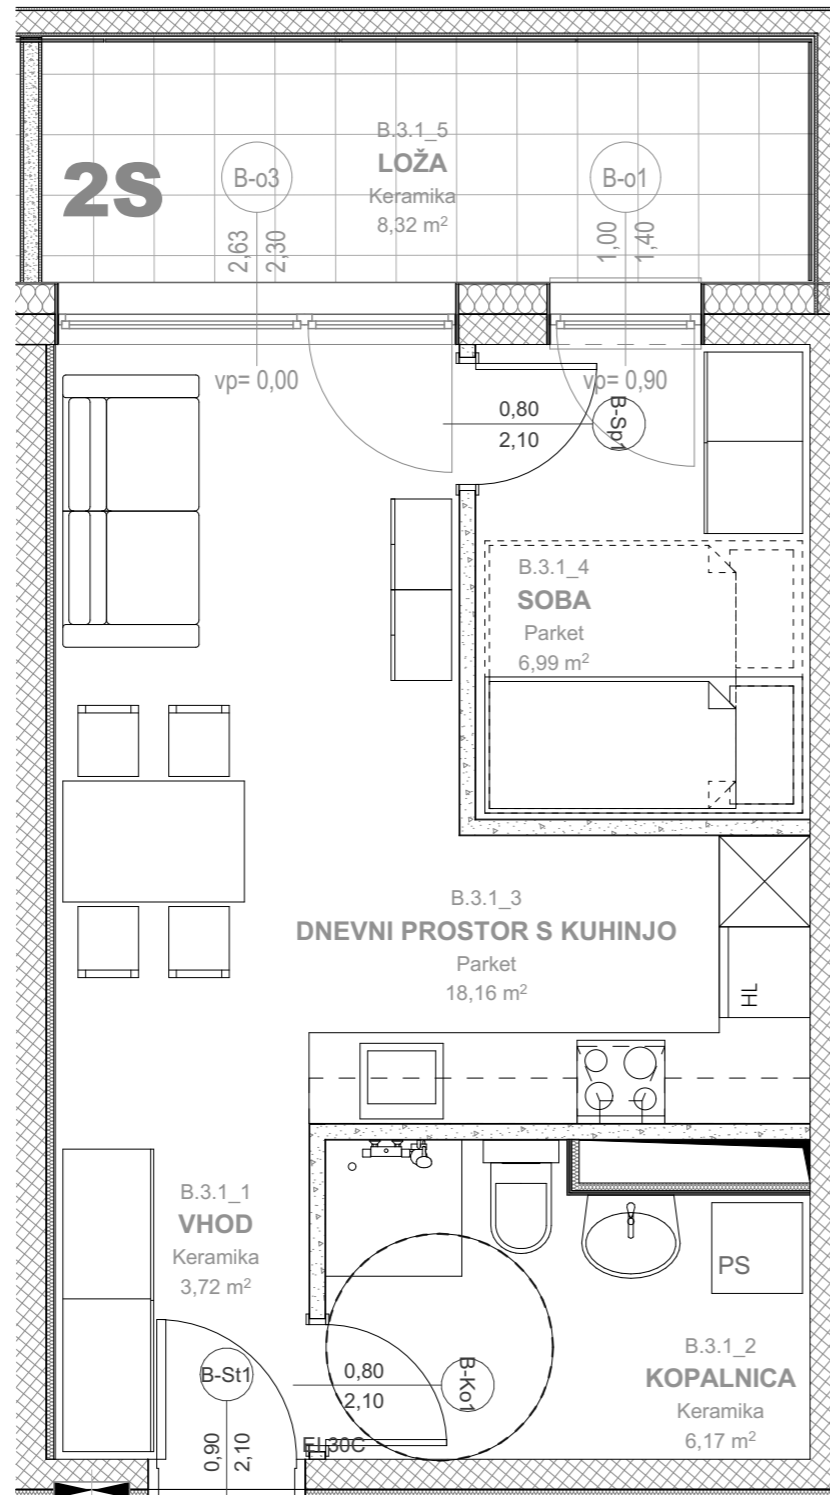 2S
B.3.1_5
LOŽA
Keramika
8,32 m²
B-o3
2,63
2,30
vp= 0,00
B-o1
1,00
1,40
vp= 0,90
0,80
2,10
B-Sp1
B.3.1_4
SOBA
Parket
6,99 m²
B.3.1_3
DNEVNI PROSTOR S KUHINJO
Parket
18,16 m²
HL
B.3.1_1
VHOD
Keramika
3,72 m²
PS
B-St1
0,90
2,10
0,80
2,10
B-Ko1
EI 30C
B.3.1_2
KOPALNICA
Keramika
6,17 m²